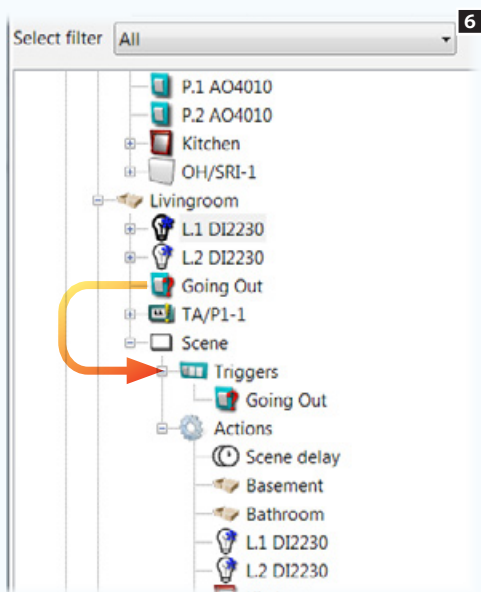 6
Select filter All
P.1 AO4010
P.2 AO4010
Kitchen
OH/SRI-1
Livingroom
L.1 DI2230
L.2 DI2230
Going Out
TA/P1-1
Scene
Triggers
Going Out
Actions
Scene delay
Basement
Bathroom
L.1 DI2230
L.2 DI2230